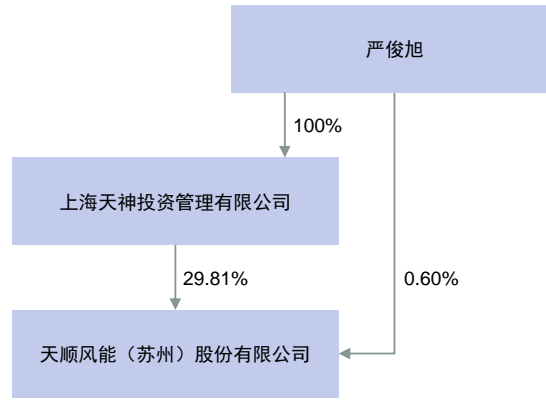 严俊旭
100%
上海天神投资管理有限公司
29.81%
0.60%
天顺风能（苏州）股份有限公司